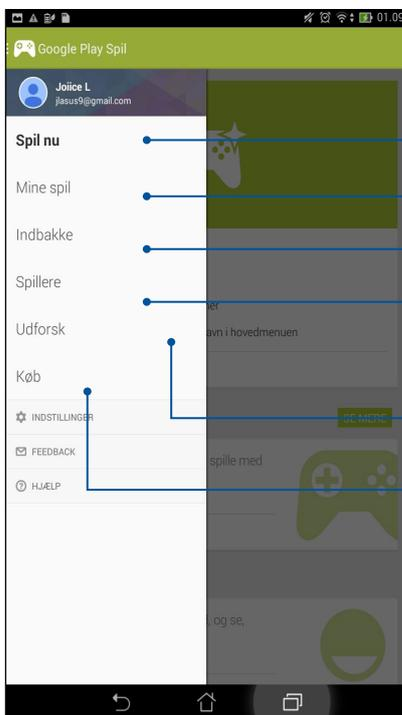 01.09
Google Play Spil
Joiice L
jlasus9@gmail.com
Spil nu
Mine spil
Indbakke
Spillere
Udforsk
avn i hovedmenuen
Køb
INDSTILLINGER
SE MERE
FEEDBACK
spille med
HJÆLP
, og se,